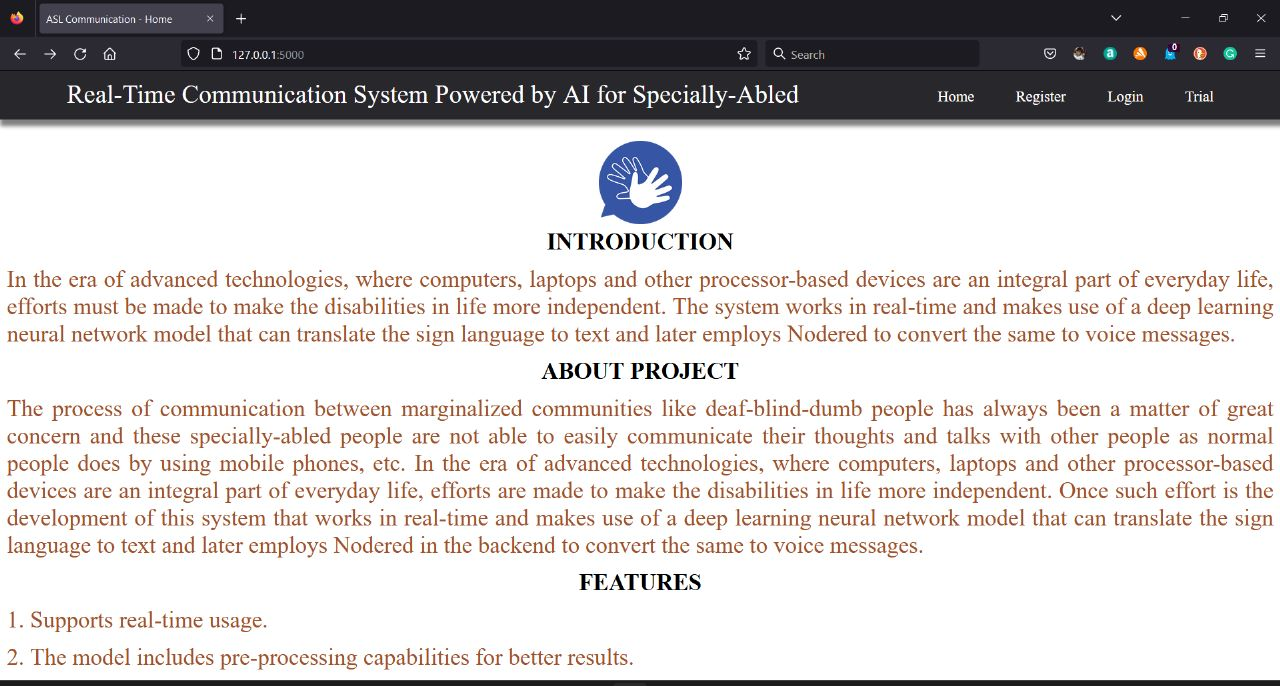 ASL Communication - Home
127.0.0.1:5000
Search
0
Real-Time Communication System Powered by AI for Specially-Abled
Home Register Login Trial
INTRODUCTION
In the era of advanced technologies, where computers, laptops and other processor-based devices are an integral part of everyday life,
efforts must be made to make the disabilities in life more independent. The system works in real-time and makes use of a deep learning
neural network model that can translate the sign language to text and later employs Nodered to convert the same to voice messages.
ABOUT PROJECT
The process of communication between marginalized communities like deaf-blind-dumb people has always been a matter of great
concern and these specially-abled people are not able to easily communicate their thoughts and talks with other people as normal
people does by using mobile phones, etc. In the era of advanced technologies, where computers, laptops and other processor-based
devices are an integral part of everyday life, efforts are made to make the disabilities in life more independent. Once such effort is the
development of this system that works in real-time and makes use of a deep learning neural network model that can translate the sign
language to text and later employs Nodered in the backend to convert the same to voice messages.
FEATURES
1. Supports real-time usage.
2. The model includes pre-processing capabilities for better results.